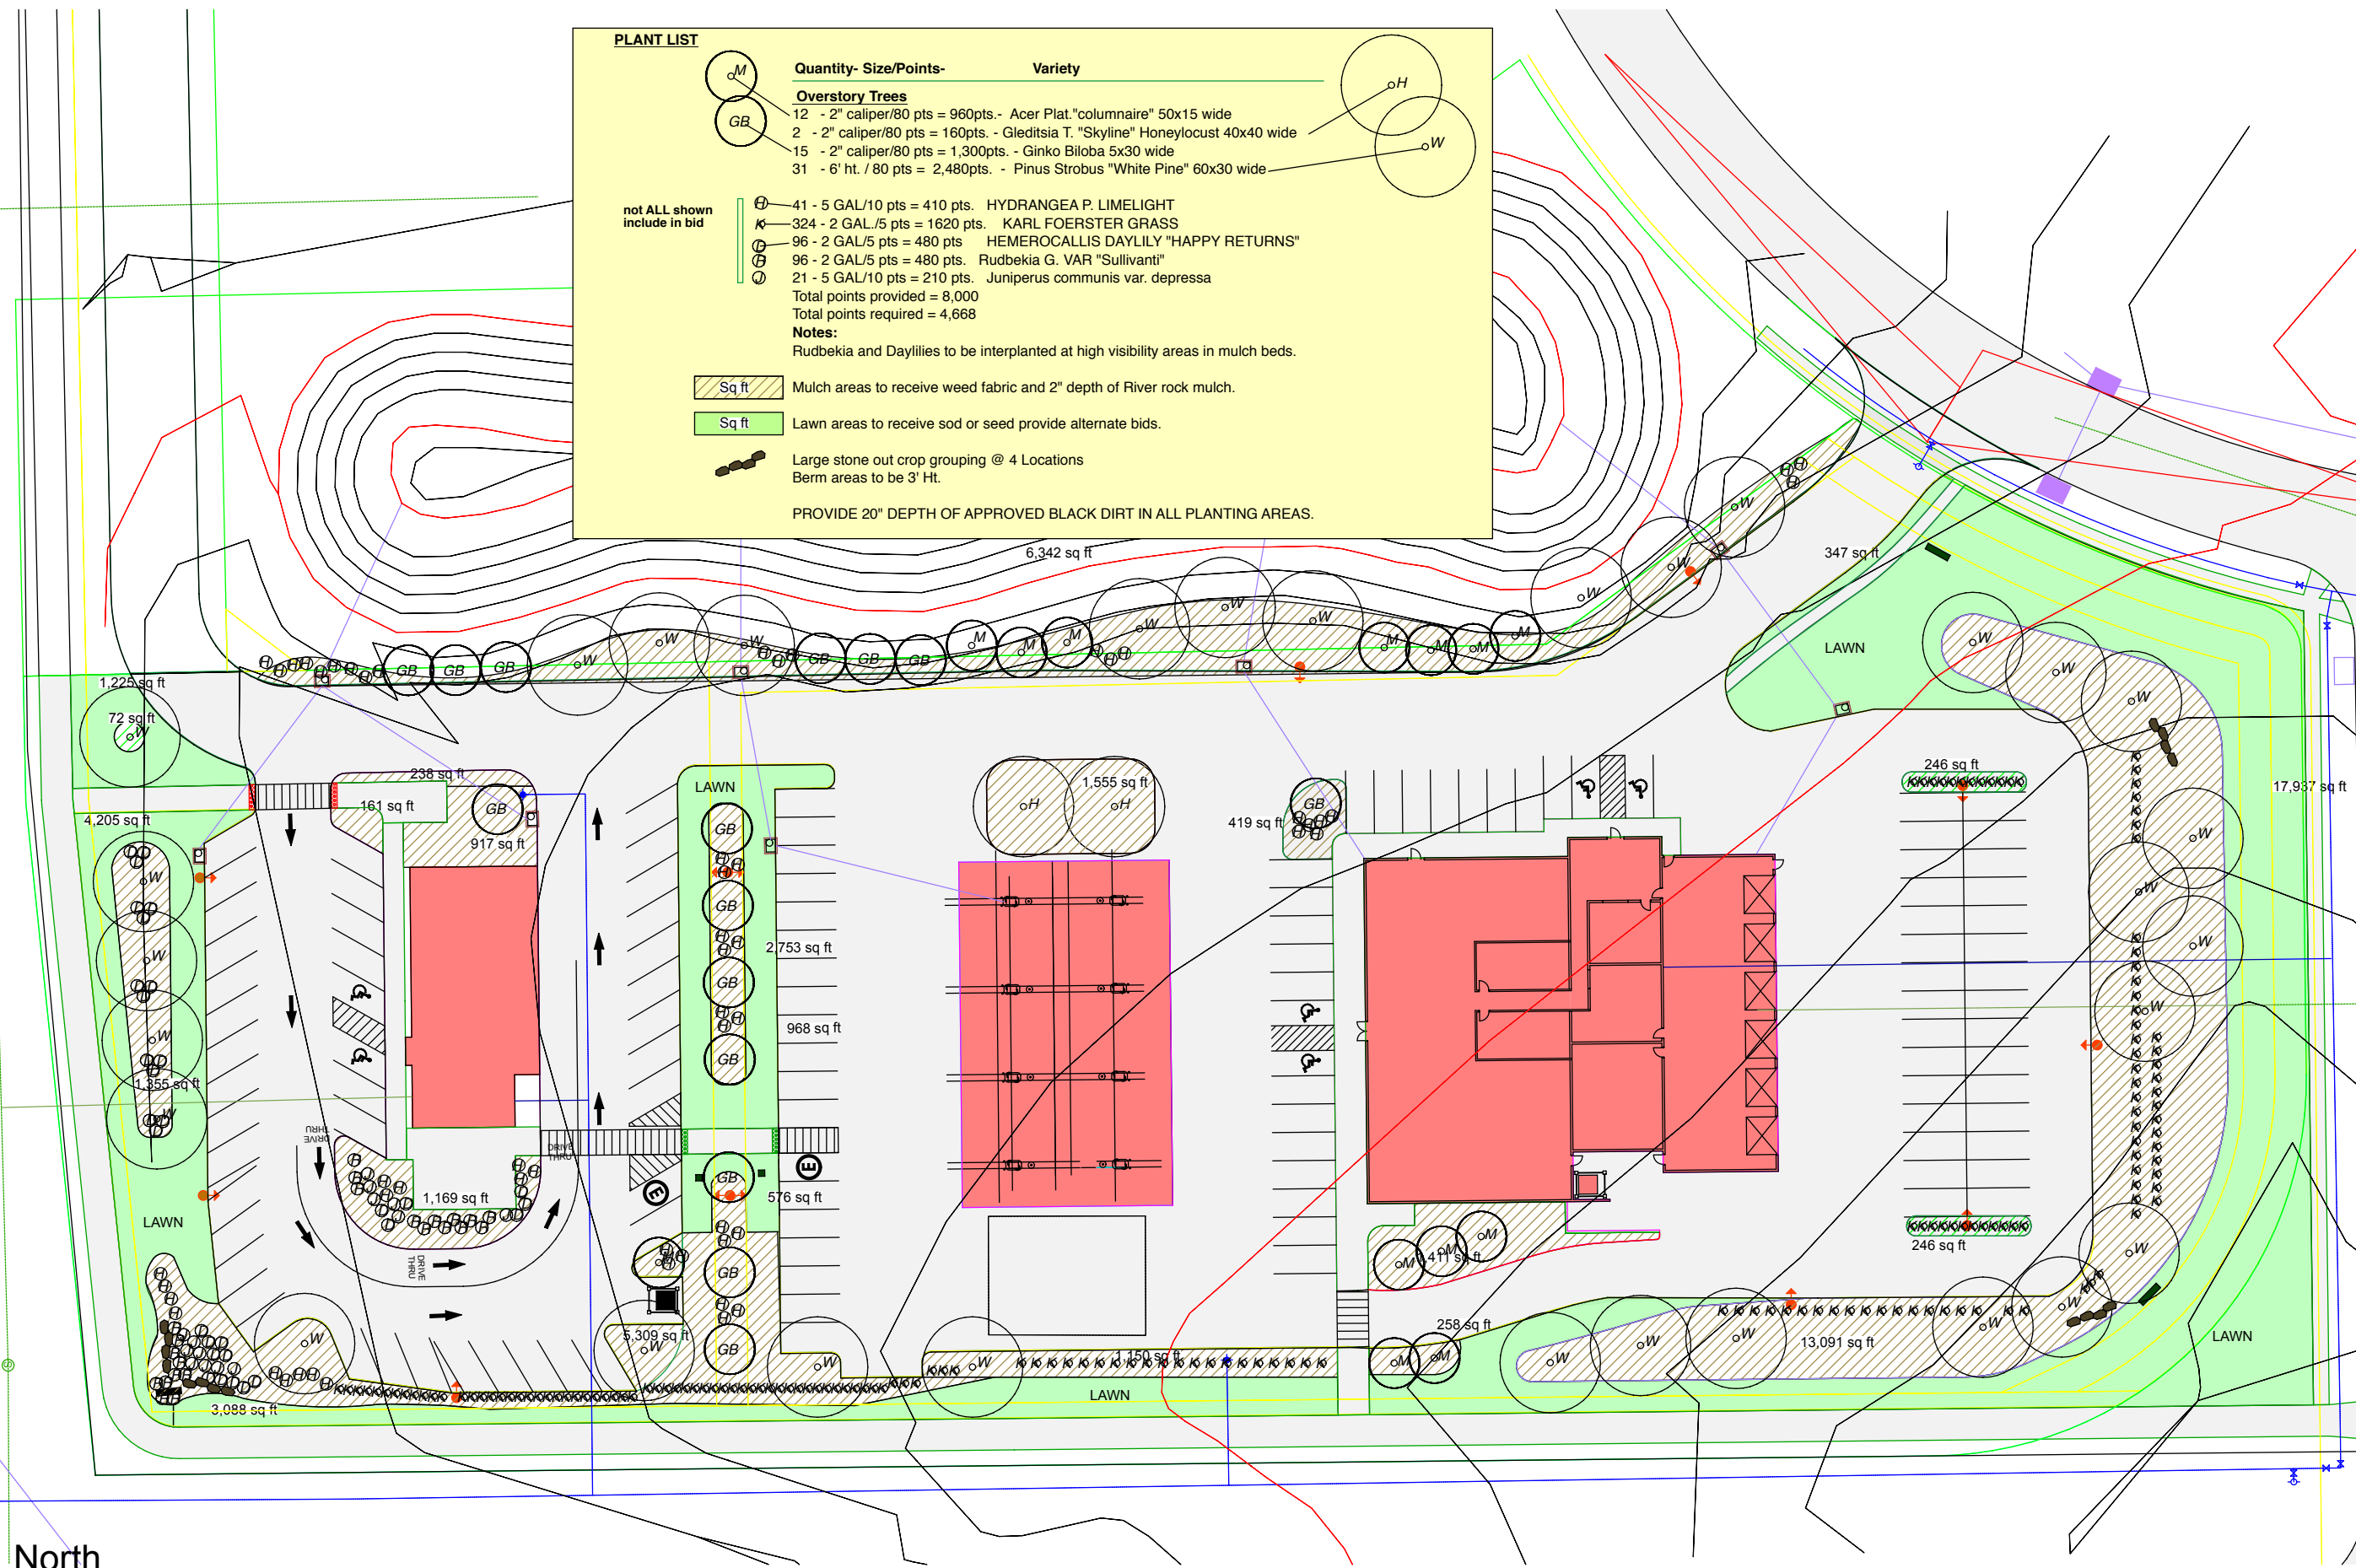 PLANT LIST
M
Quantity- Size/Points- Variety
H
Overstory Trees
GB
12 - 2" caliper/80 pts = 960pts.- Acer Plat."columnaire" 50x15 wide
2 - 2" caliper/80 pts = 160pts. - Gleditsia T. "Skyline" Honeylocust 40x40 wide
W
15 - 2" caliper/80 pts = 1,300pts. - Ginko Biloba 5x30 wide
31 - 6' ht. / 80 pts = 2,480pts. - Pinus Strobus "White Pine" 60x30 wide
not ALL shown
include in bid
H 41 - 5 GAL/10 pts = 410 pts. HYDRANGEA P. LIMELIGHT
K 324 - 2 GAL./5 pts = 1620 pts. KARL FOERSTER GRASS
D 96 - 2 GAL/5 pts = 480 pts HEMEROCALLIS DAYLILY "HAPPY RETURNS"
R 96 - 2 GAL/5 pts = 480 pts. Rudbekia G. VAR "Sullivanti"
J 21 - 5 GAL/10 pts = 210 pts. Juniperus communis var. depressa
Total points provided = 8,000
Total points required = 4,668
Notes:
Rudbekia and Daylilies to be interplanted at high visibility areas in mulch beds.
Sq ft Mulch areas to receive weed fabric and 2" depth of River rock mulch.
Sq ft Lawn areas to receive sod or seed provide alternate bids.
Large stone out crop grouping @ 4 Locations
Berm areas to be 3' Ht.
PROVIDE 20" DEPTH OF APPROVED BLACK DIRT IN ALL PLANTING AREAS.
6,342 sq ft
347 sq ft
LAWN
1,225 sq ft
72 sq ft
238 sq ft
161 sq ft
LAWN
1,555 sq ft
246 sq ft
17,937 sq ft
4,205 sq ft
917 sq ft
419 sq ft
2,753 sq ft
968 sq ft
1,355 sq ft
DRIVE
THRU
DRIVE
THRU
1,169 sq ft
576 sq ft
LAWN
E
E
246 sq ft
DRIVE
THRU
5,309 sq ft
258 sq ft
13,091 sq ft
LAWN
1,150 sq ft
LAWN
3,088 sq ft
North